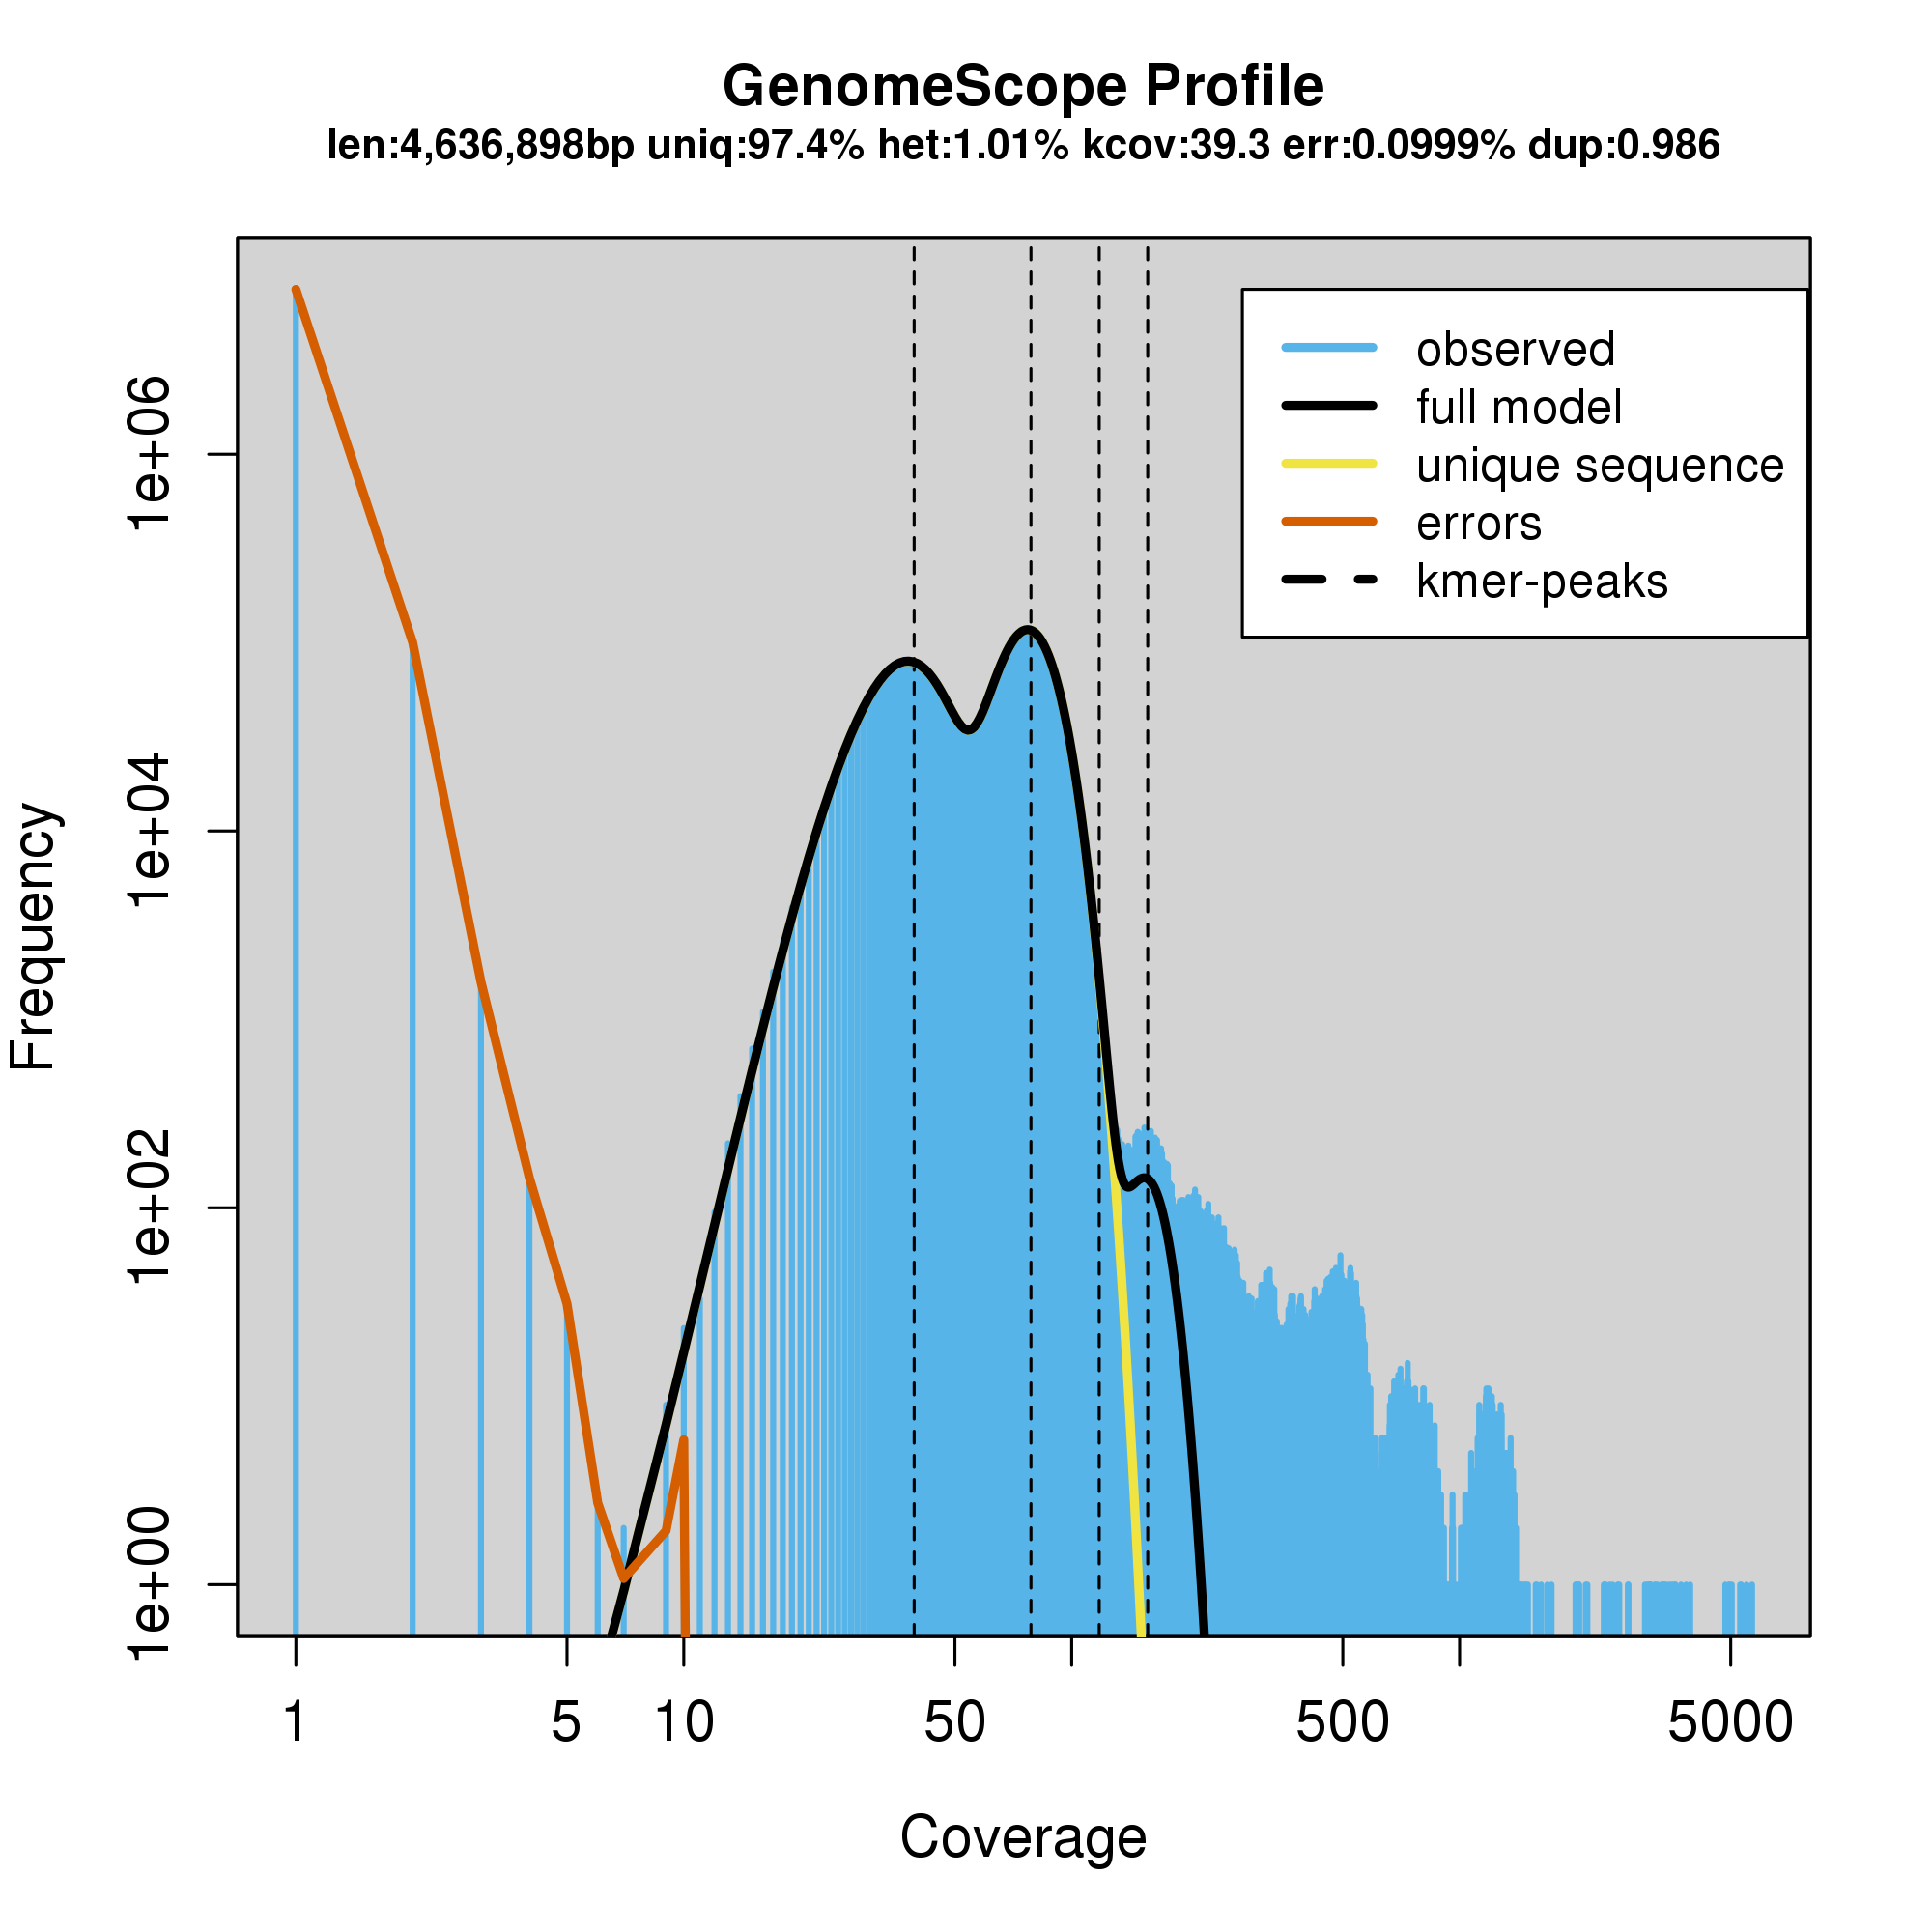 GenomeScope Profile
len:4,636,898bp uniq:97.4% het:1.01% kcov:39.3 err:0.0999% dup:0.986
observed
full model
unique sequence
errors
kmer-peaks
Frequency
1e+06
1e+04
1e+02
1e+00
1 5 10 50 500 5000
Coverage